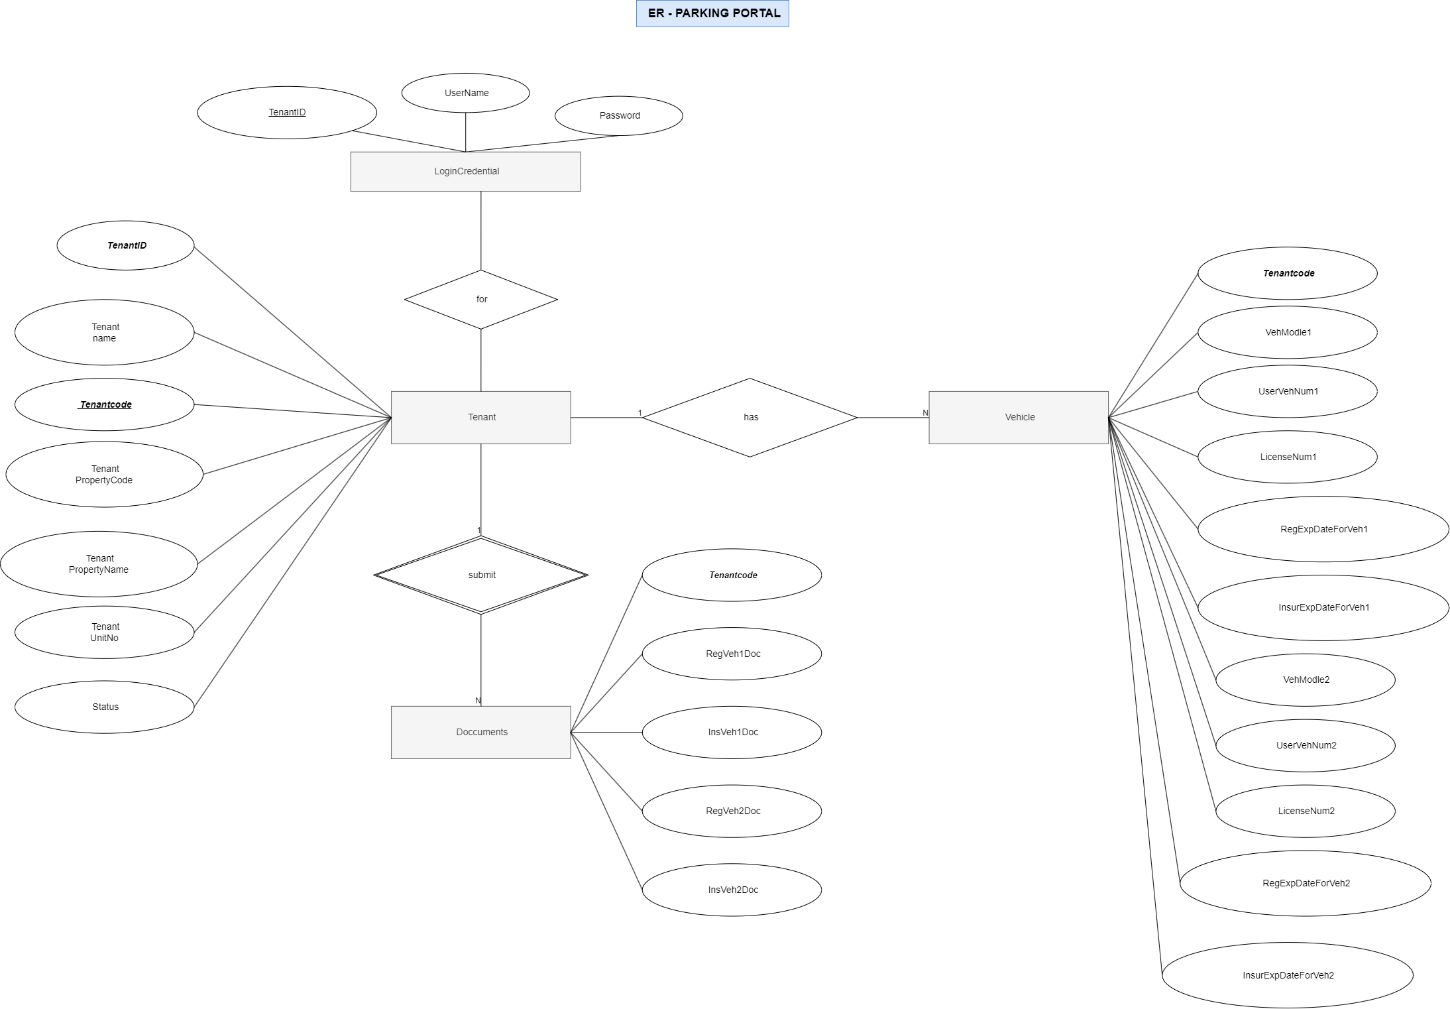 ER - PARKING PORTAL
TenantID
UserName
Password
LoginCredential
for
TenantID
Tenant
name
Tenantcode
Tenant
PropertyCode
Tenant
PropertyName
Tenant
UnitNo
Status
Tenant
1
has
N
Vehicle
1
submit
N
Doccuments
Tenantcode
RegVeh1Doc
InsVeh1Doc
RegVeh2Doc
InsVeh2Doc
Tenantcode
VehModle1
UserVehNum1
LicenseNum1
RegExpDateForVeh1
InsurExpDateForVeh1
VehModle2
UserVehNum2
LicenseNum2
RegExpDateForVeh2
InsurExpDateForVeh2